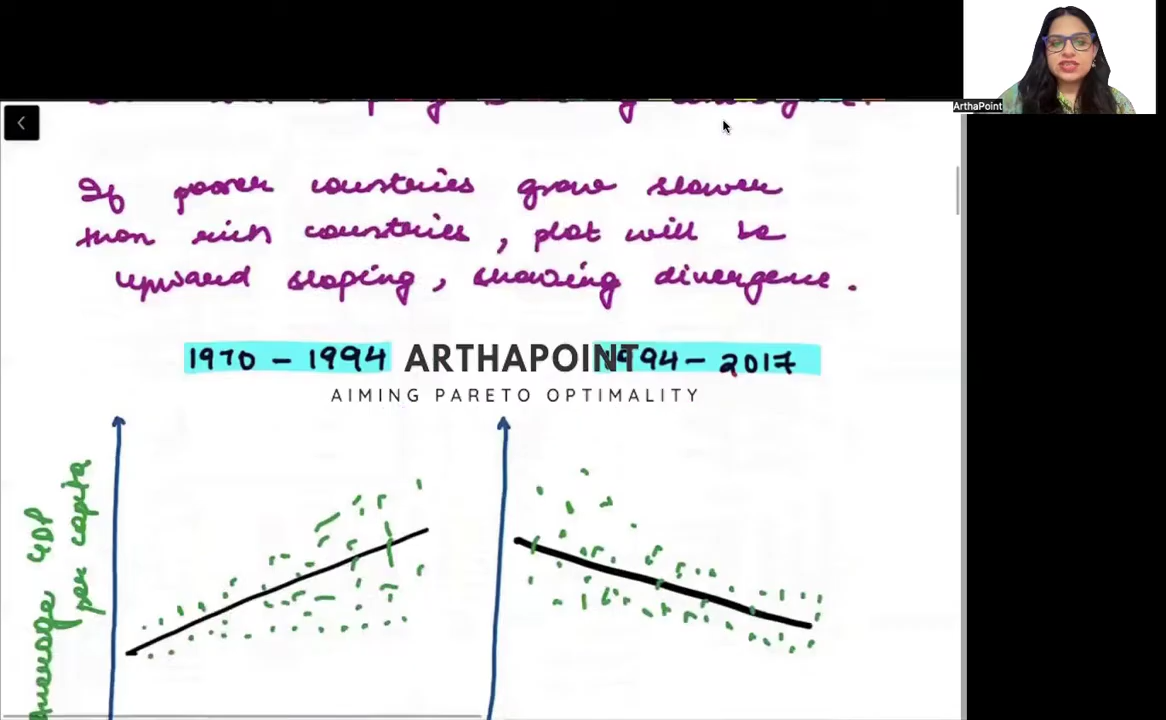 ArthaPoint
If poorer countries grow slower
than rich countries, plot will be
upward sloping, showing divergence.
1970 - 1994
ARTHAPOINT
1994 - 2017
AIMING PARETO OPTIMALITY
average GDP
per capita